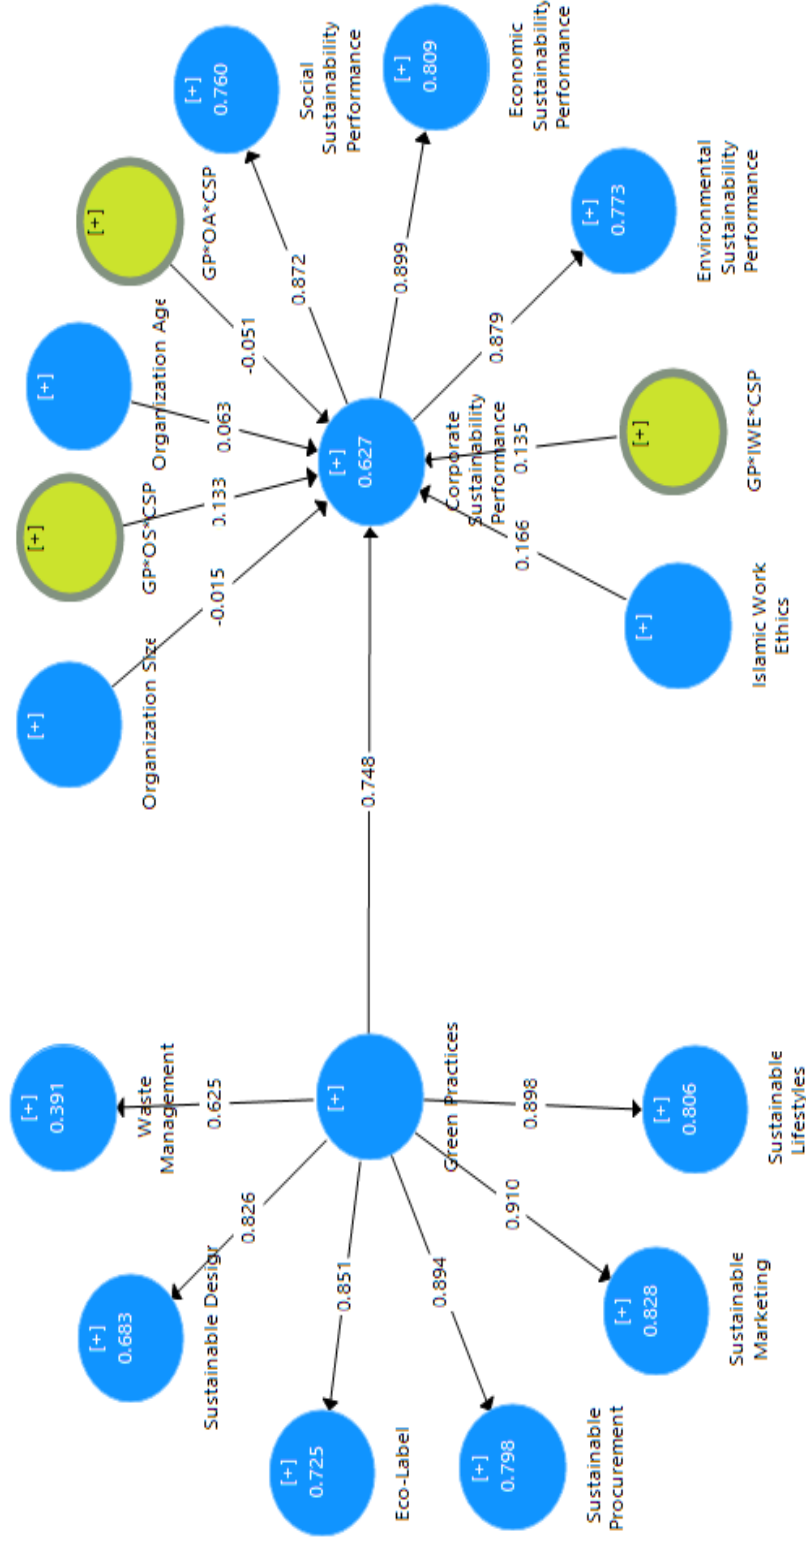 [+]
0.391
Waste
Management
[+]
Organization Size
[+]
GP*OS*CSP
[+]
Organization Age
[+]
GP*OA*CSP
[+]
0.683
Sustainable Design
[+]
0.760
Social
Sustainability
Performance
0.625
0.826
-0.015
0.133
0.063
-0.051
0.872
[+]
0.725
Eco-Label
0.851
[+]
Green Practices
0.748
[+]
0.627
Corporate
Sustainability
Performance
0.899
[+]
0.809
Economic
Sustainability
Performance
0.894
0.910
0.898
0.166
0.135
0.879
[+]
0.798
Sustainable
Procurement
[+]
0.828
Sustainable
Marketing
[+]
0.806
Sustainable
Lifestyles
[+]
Islamic Work
Ethics
[+]
GP*IWE*CSP
[+]
0.773
Environmental
Sustainability
Performance